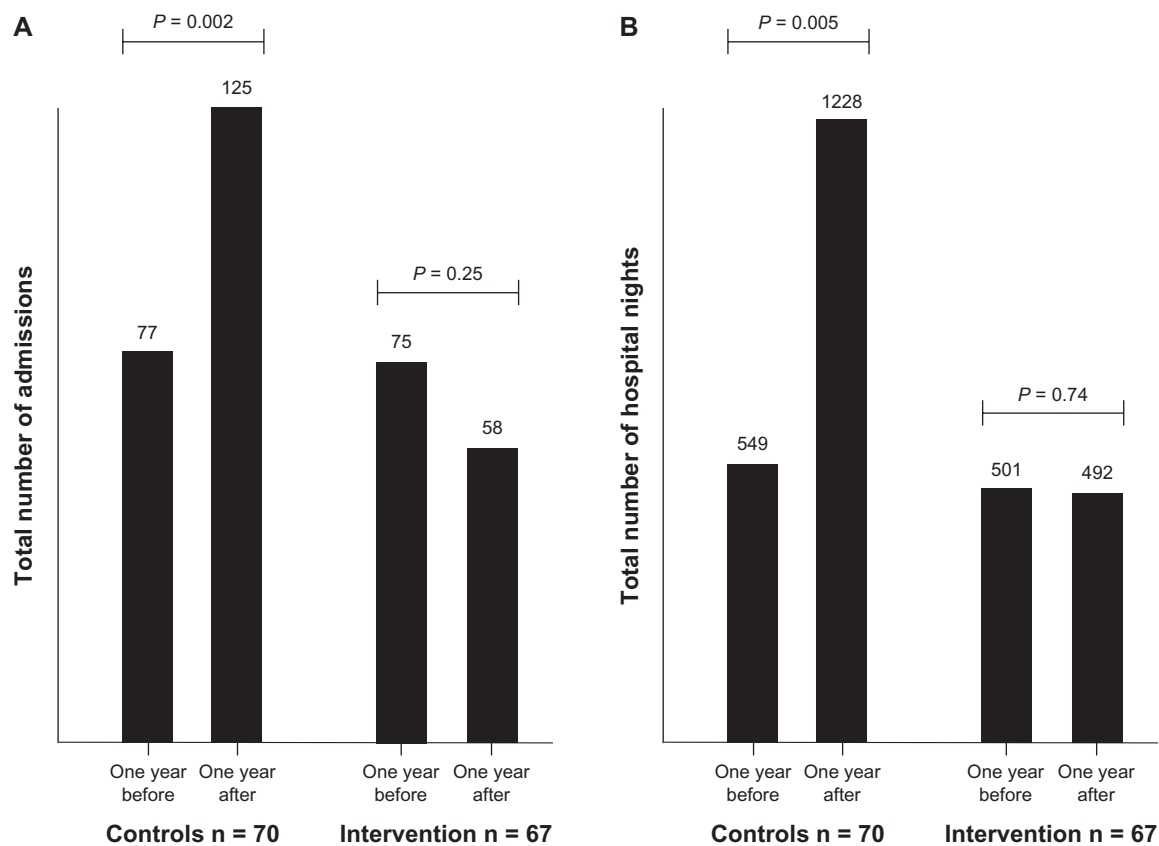 A
P = 0.002
125
77
P = 0.25
75
58
Total number of admissions
One year before
One year after
One year before
One year after
Controls n = 70
Intervention n = 67
B
P = 0.005
1228
549
P = 0.74
501
492
Total number of hospital nights
One year before
One year after
One year before
One year after
Controls n = 70
Intervention n = 67